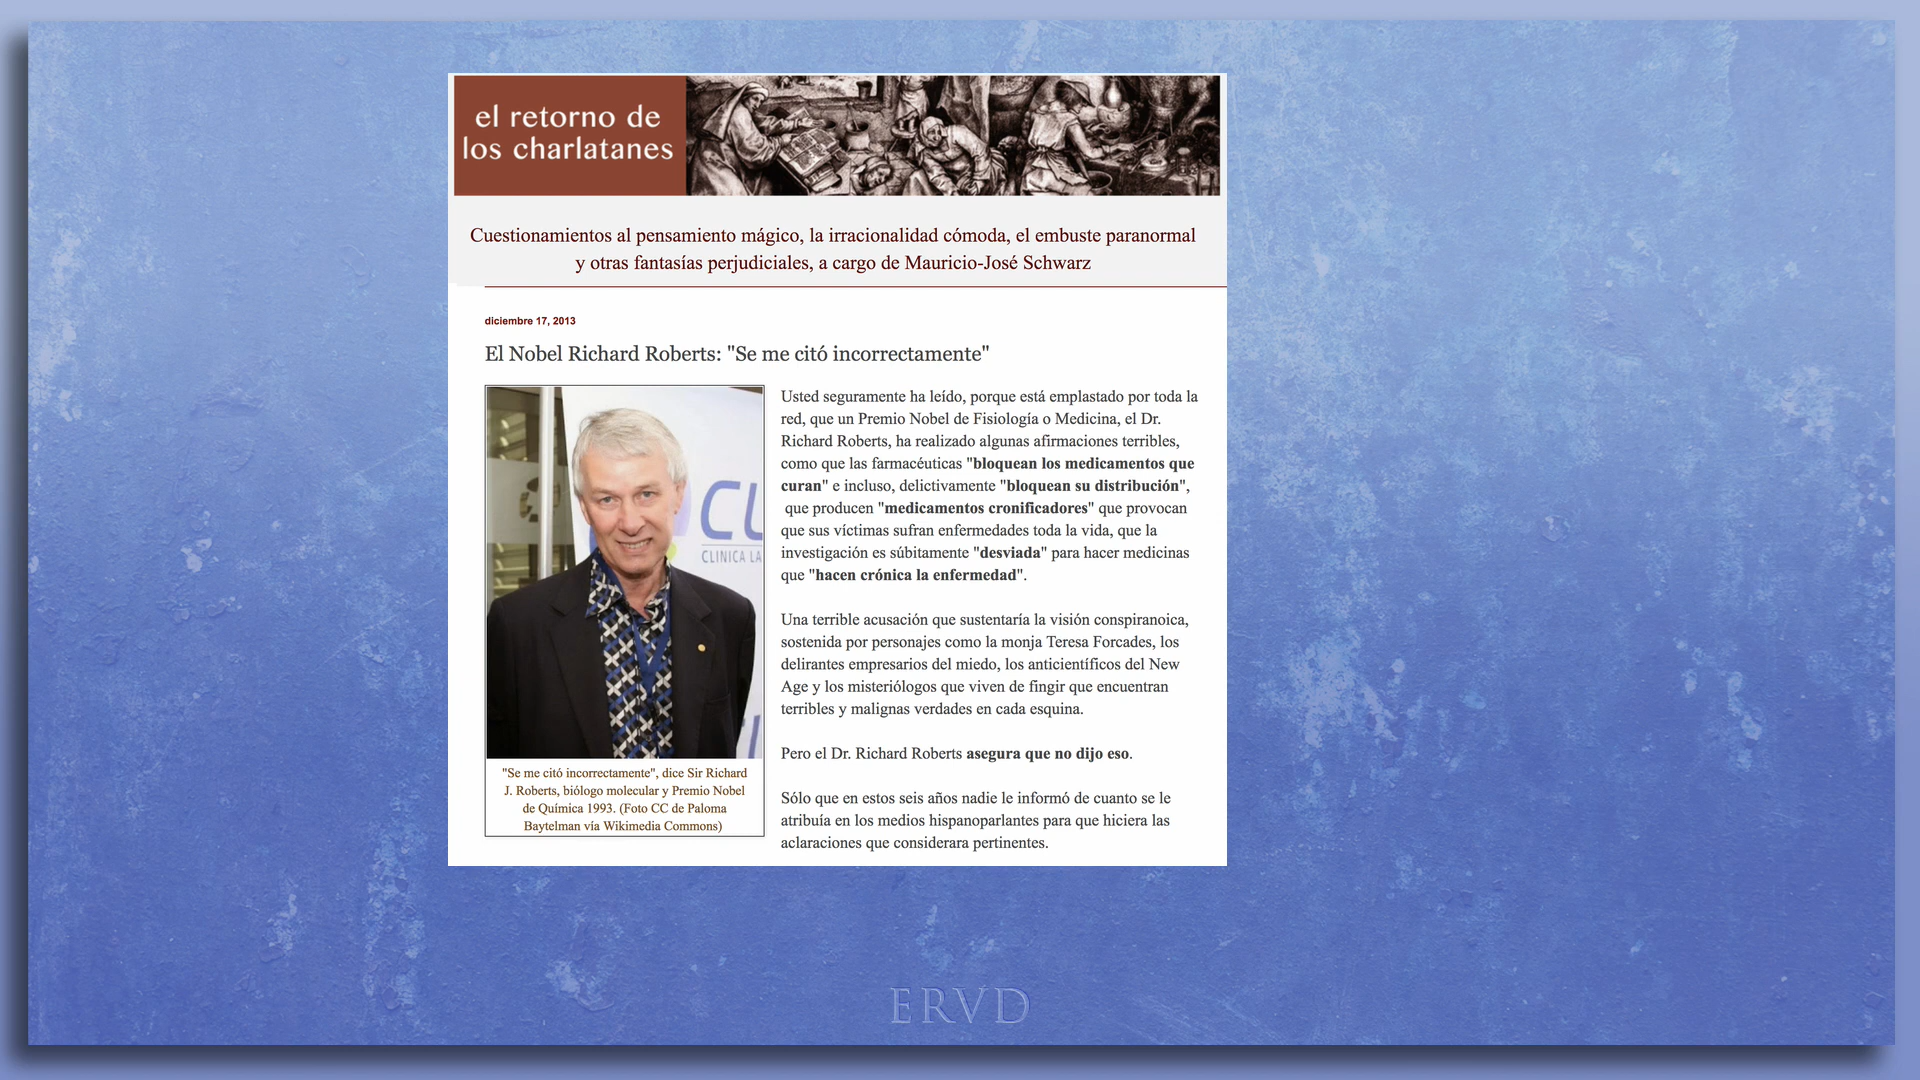 el retorno de
los charlatanes
Cuestionamientos al pensamiento mágico, la irracionalidad cómoda, el embuste paranormal
y otras fantasías perjudiciales, a cargo de Mauricio-José Schwarz
diciembre 17, 2013
El Nobel Richard Roberts: "Se me citó incorrectamente"
CU
CLINICA LA
"Se me citó incorrectamente", dice Sir Richard
J. Roberts, biólogo molecular y Premio Nobel
de Química 1993. (Foto CC de Paloma
Baytelman vía Wikimedia Commons)
Usted seguramente ha leído, porque está emplastado por toda la
red, que un Premio Nobel de Fisiología o Medicina, el Dr.
Richard Roberts, ha realizado algunas afirmaciones terribles,
como que las farmacéuticas "bloquean los medicamentos que
curan" e incluso, delictivamente "bloquean su distribución",
que producen "medicamentos cronificadores" que provocan
que sus víctimas sufran enfermedades toda la vida, que la
investigación es súbitamente "desviada" para hacer medicinas
que "hacen crónica la enfermedad".
Una terrible acusación que sustentaría la visión conspiranoica,
sostenida por personajes como la monja Teresa Forcades, los
delirantes empresarios del miedo, los anticientíficos del New
Age y los misteriólogos que viven de fingir que encuentran
terribles y malignas verdades en cada esquina.
Pero el Dr. Richard Roberts asegura que no dijo eso.
Sólo que en estos seis años nadie le informó de cuanto se le
atribuía en los medios hispanoparlantes para que hiciera las
aclaraciones que considerara pertinentes.
ERVD